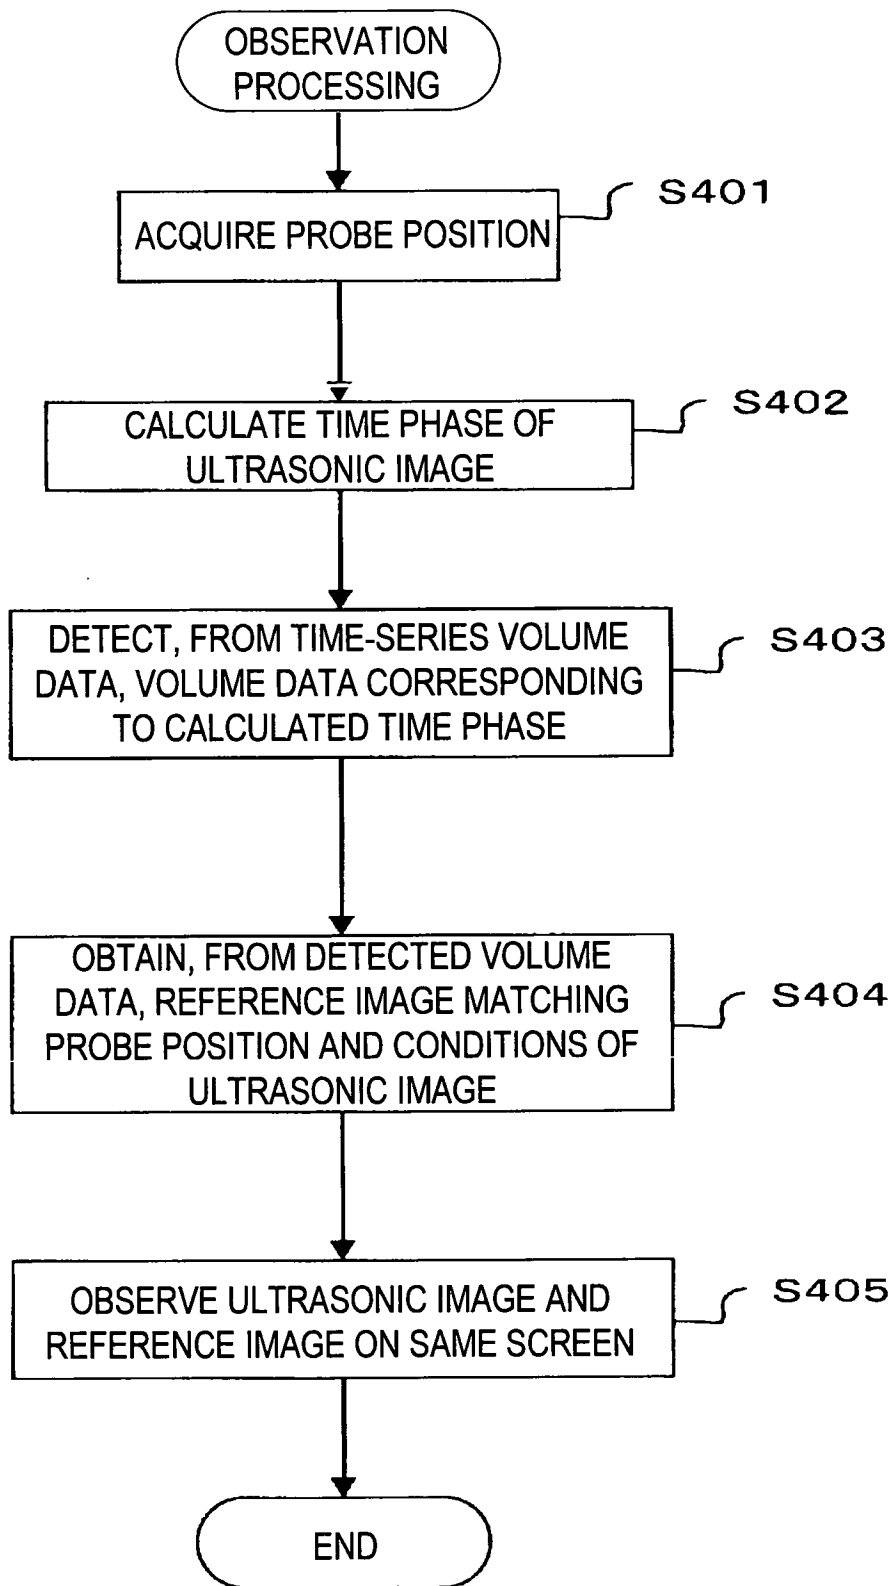 OBSERVATION
PROCESSING
S401
ACQUIRE PROBE POSITION
S402
CALCULATE TIME PHASE OF
ULTRASONIC IMAGE
S403
DETECT, FROM TIME-SERIES VOLUME
DATA, VOLUME DATA CORRESPONDING
TO CALCULATED TIME PHASE
S404
OBTAIN, FROM DETECTED VOLUME
DATA, REFERENCE IMAGE MATCHING
PROBE POSITION AND CONDITIONS OF
ULTRASONIC IMAGE
S405
OBSERVE ULTRASONIC IMAGE AND
REFERENCE IMAGE ON SAME SCREEN
END